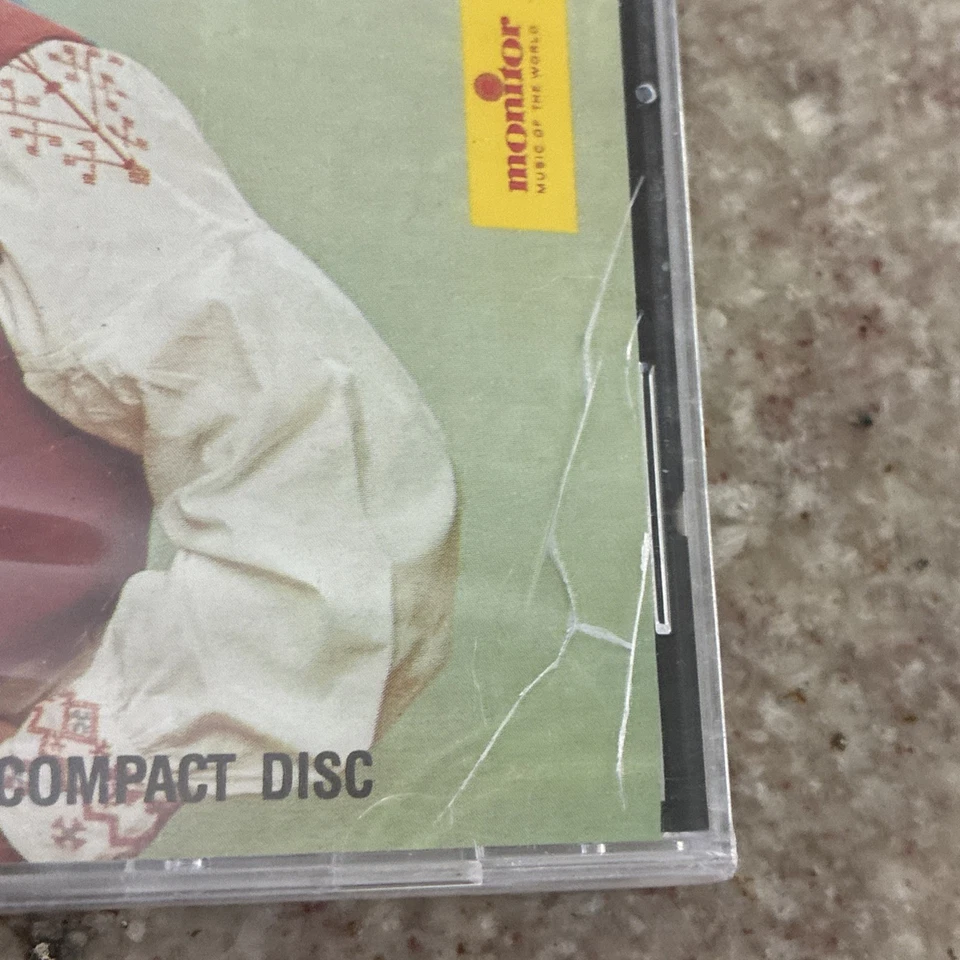 monitor
MUSIC OF THE WORLD
COMPACT DISC